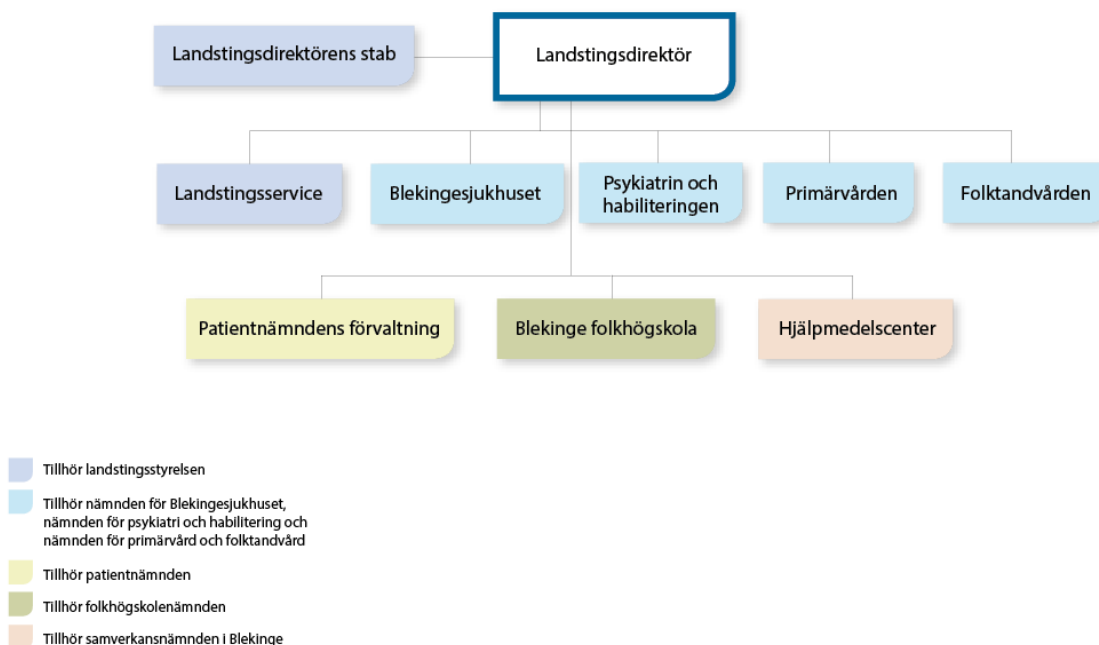 Landstingsdirektörens stab
Landstingsdirektör
Landstingsservice
Blekingesjukhuset
Psykiatrin och
habiliteringen
Primärvården
Folktandvården
Patientnämndens förvaltning
Blekinge folkhögskola
Hjälpmedelscenter
Tillhör landstingsstyrelsen
Tillhör nämnden för Blekingesjukhuset,
nämnden för psykiatri och habilitering och
nämnden för primärvård och folktandvård
Tillhör patientnämnden
Tillhör folkhögskolenämnden
Tillhör samverkansnämnden i Blekinge